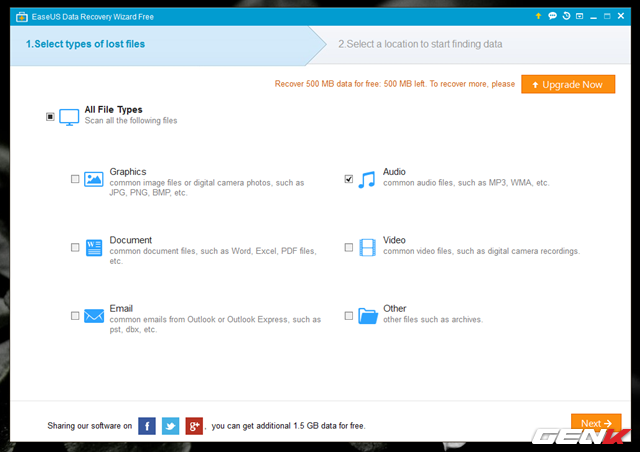 EaseUS Data Recovery Wizard Free
1.Select types of lost files
2.Select a location to start finding data
Recover 500 MB data for free: 500 MB left. To recover more, please
Upgrade Now
All File Types
Scan all the following files
Graphics
common image files or digital camera photos, such as
JPG, PNG, BMP, etc.
Audio
common audio files, such as MP3, WMA, etc.
Document
common document files, such as Word, Excel, PDF files,
etc.
Video
common video files, such as digital camera recordings
Email
common emails from Outlook or Outlook Express, such as
pst, dbx, etc.
Other
other files such as archives.
Sharing our software on
, you can get additional 1.5 GB data for free.
Next
GENK